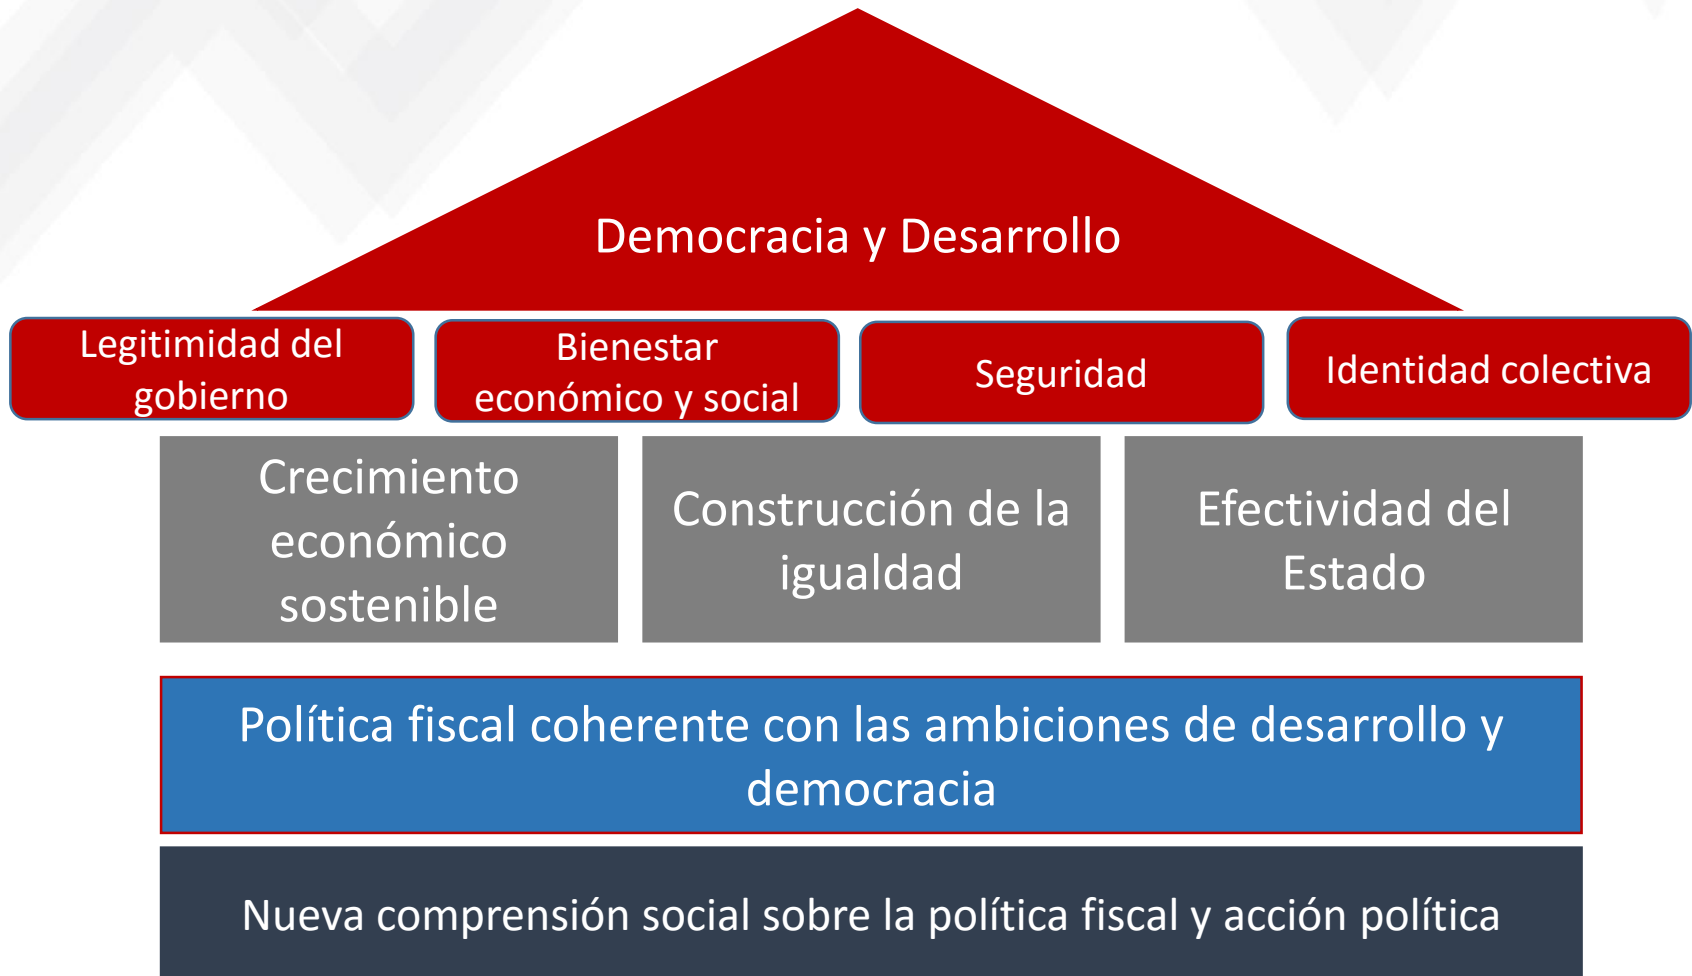 Democracia y Desarrollo
Legitimidad del
gobierno
Bienestar
económico y social
Seguridad
Identidad colectiva
Crecimiento
económico
sostenible
Construcción de la
igualdad
Efectividad del
Estado
Política fiscal coherente con las ambiciones de desarrollo y
democracia
Nueva comprensión social sobre la política fiscal y acción política